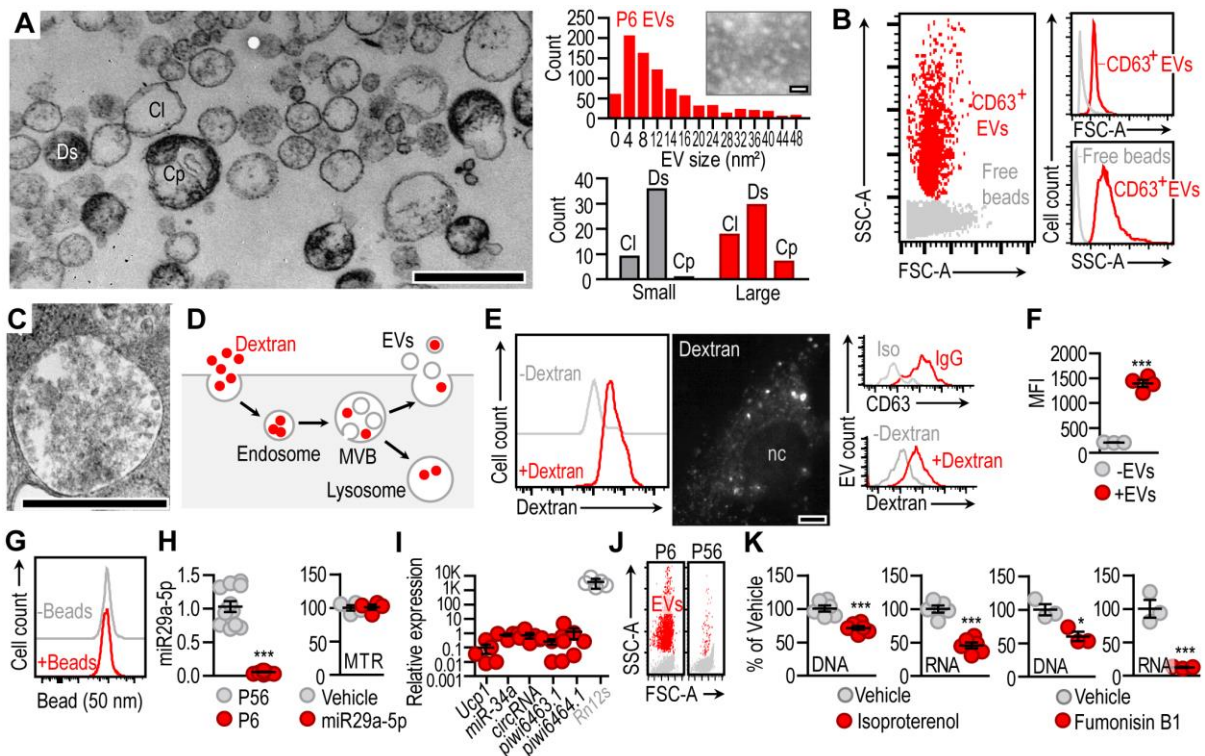 A
Cl
Ds
Cp
P6 EVs
Count
250
200
150
100
50
0
0 4 8 12 14 16 20 24 28 32 36 40 44 48
EV size (nm²)
Count
40
30
20
10
0
Cl Ds Cp
Cl Ds Cp
Small Large
B
SSC-A
FSC-A
CD63+ EVs
Free beads
CD63+ EVs
FSC-A
Cell count
Free beads
CD63+ EVs
SSC-A
C
D
Dextran
EVs
Endosome
MVB
Lysosome
E
Cell count
-Dextran
+Dextran
Dextran
Dextran
nc
EV count
Iso
IgG
CD63
-Dextran
+Dextran
Dextran
F
MFI
2000
1500
1000
500
0
***
-EVs
+EVs
G
Cell count
-Beads
+Beads
Bead (50 nm)
H
miR29a-5p
1.5
1.0
0.5
0.0
***
P56
P6
150
100
50
0
MTR
Vehicle
miR29a-5p
I
Relative expression
10K
1K
100
10
1
0.1
0.01
0.001
Ucp1
miR-34a
circRNA
piwi6463.1
piwi6464.1
Rn12s
J
P6 P56
EVs
SSC-A
FSC-A
K
% of Vehicle
150
100
50
0
***
DNA
150
100
50
0
***
RNA
Vehicle
Isoproterenol
150
100
50
0
*
DNA
150
100
50
0
***
RNA
Vehicle
Fumonisin B1